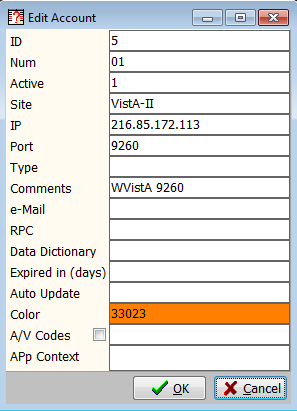 Edit Account
ID 5
Num 01
Active 1
Site VistA-II
IP 216.85.172.113
Port 9260
Type
Comments WVistA 9260
e-Mail
RPC
Data Dictionary
Expired in (days)
Auto Update
Color 33023
A/V Codes
APp Context
OK Cancel